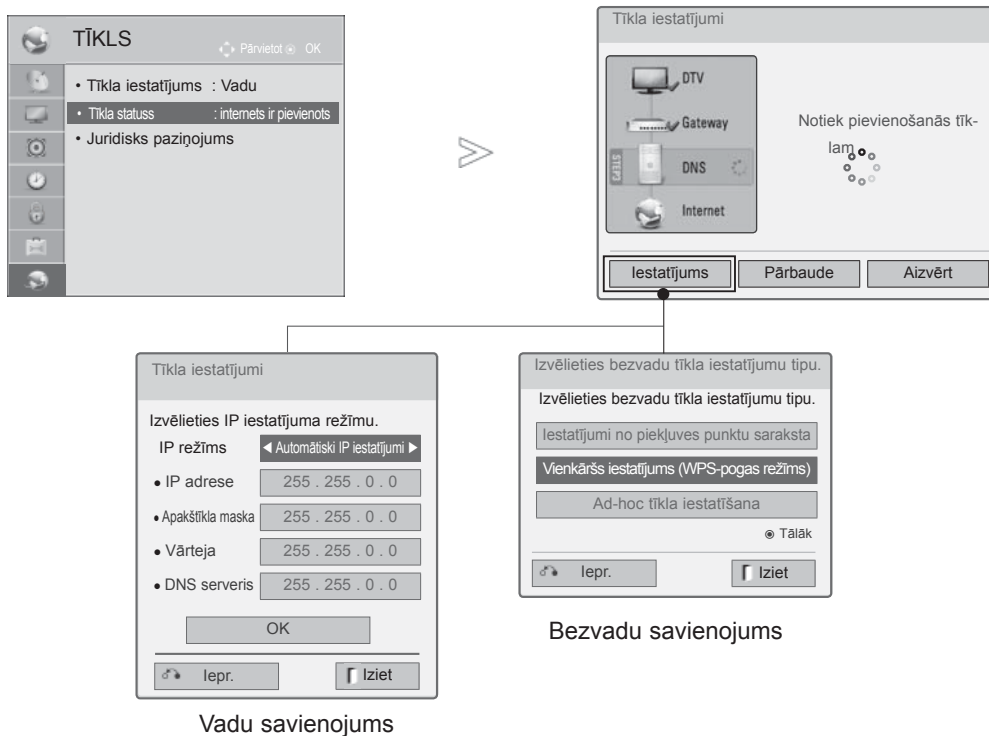 TĪKLS
Pārvietot OK
• Tīkla iestatījums : Vadu
• Tīkla statuss : internets ir pievienots
• Juridisks paziņojums
Tīkla iestatījumi
DTV
Gateway
STEP3
DNS
Internet
Notiek pievienošanās tīk-
lam
Iestatījums Pārbaude Aizvērt
Tīkla iestatījumi
Izvēlieties IP iestatījuma režīmu.
IP režīms ◀ Automātiski IP iestatījumi ▶
• IP adrese 255 . 255 . 0 . 0
• Apakštīkla maska 255 . 255 . 0 . 0
• Vārteja 255 . 255 . 0 . 0
• DNS serveris 255 . 255 . 0 . 0
OK
Iepr. Iziet
Vadu savienojums
Izvēlieties bezvadu tīkla iestatījumu tipu.
Izvēlieties bezvadu tīkla iestatījumu tipu.
Iestatījumi no piekļuves punktu saraksta
Vienkāršs iestatījums (WPS-pogas režīms)
Ad-hoc tīkla iestatīšana
◉ Tālāk
Iepr. Iziet
Bezvadu savienojums